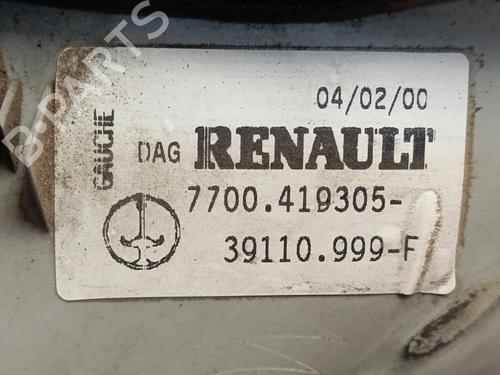 B-PARTS
04/02/00
GAUCHE
DAG RENAULT
7700.419305-
39110.999-F